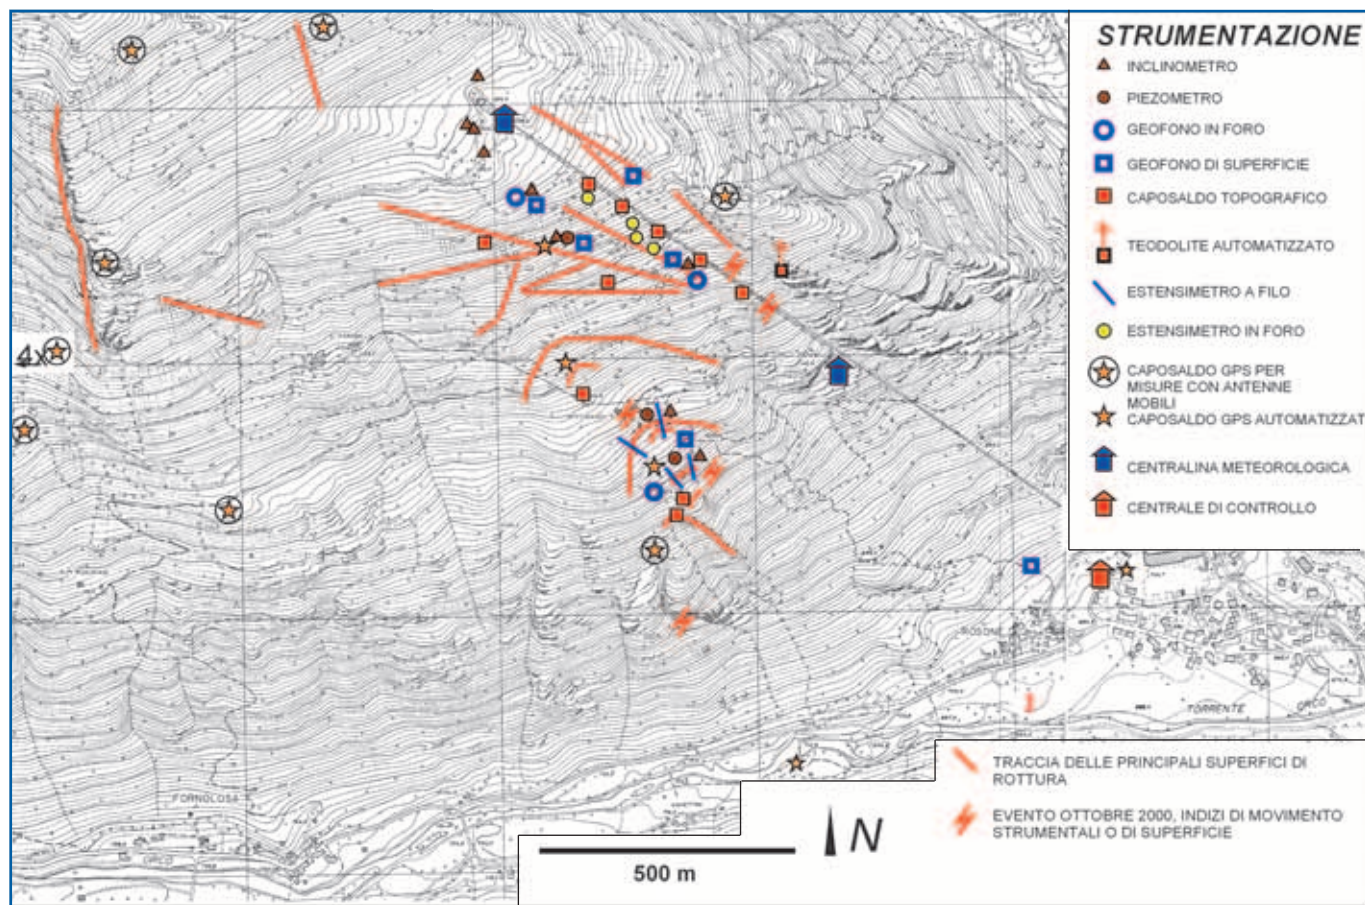 STRUMENTAZIONE
INCLINOMETRO
PIEZOMETRO
GEOFONO IN FORO
GEOFONO DI SUPERFICIE
CAPOSALDO TOPOGRAFICO
TEODOLITE AUTOMATIZZATO
ESTENSIMETRO A FILO
ESTENSIMETRO IN FORO
CAPOSALDO GPS PER
MISURE CON ANTENNE
MOBILI
CAPOSALDO GPS AUTOMATIZZAT
CENTRALINA METEOROLOGICA
CENTRALE DI CONTROLLO
4x
ROSONE
TORRENTE ORCO
FORNOLOSA
TRACCIA DELLE PRINCIPALI SUPERFICI DI
ROTTURA
EVENTO OTTOBRE 2000, INDIZI DI MOVIMENTO
STRUMENTALI O DI SUPERFICIE
N
500 m